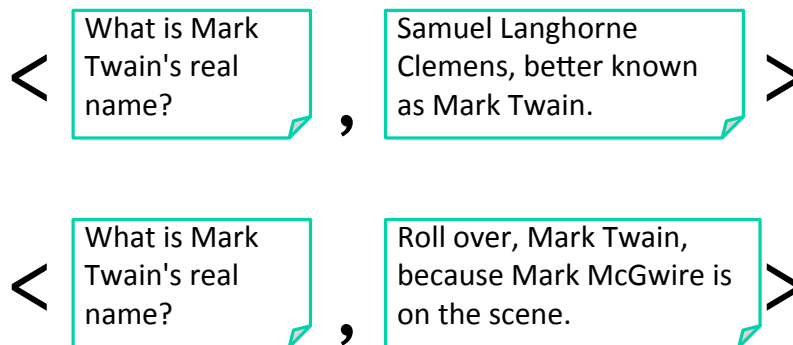 What is Mark
Twain's real
name?
Samuel Langhorne
Clemens, better known
as Mark Twain.
< , >
What is Mark
Twain's real
name?
Roll over, Mark Twain,
because Mark McGwire is
on the scene.
< , >